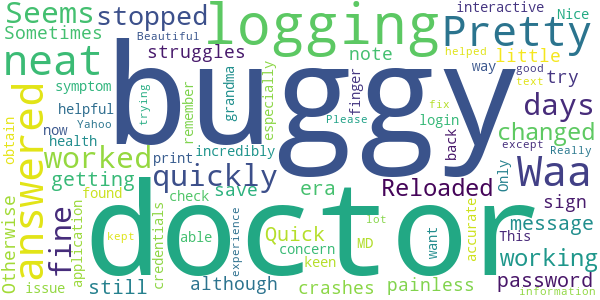 Seems
Sometimes
neat
stopped
Beautiful
struggles
logging
note
interactive
Pretty
Nice
little
way
helped
good
text
try
symptom
helpful
Yahoo
now
health
trying
buggy
remember
grandma
especially
finger
fix
login
Please
back
days
changed
except
Really
obtain
answered
worked
print
incredibly
quickly
Waa
Only
getting
found
check
save
era
Reloaded
sign
This
message
Otherwise
fine
application
kept
credentials
doctor
able
experience
Quick
concern
MD
lot
keen
want
accurate
working
password
issue
still
although
crashes
painless
information